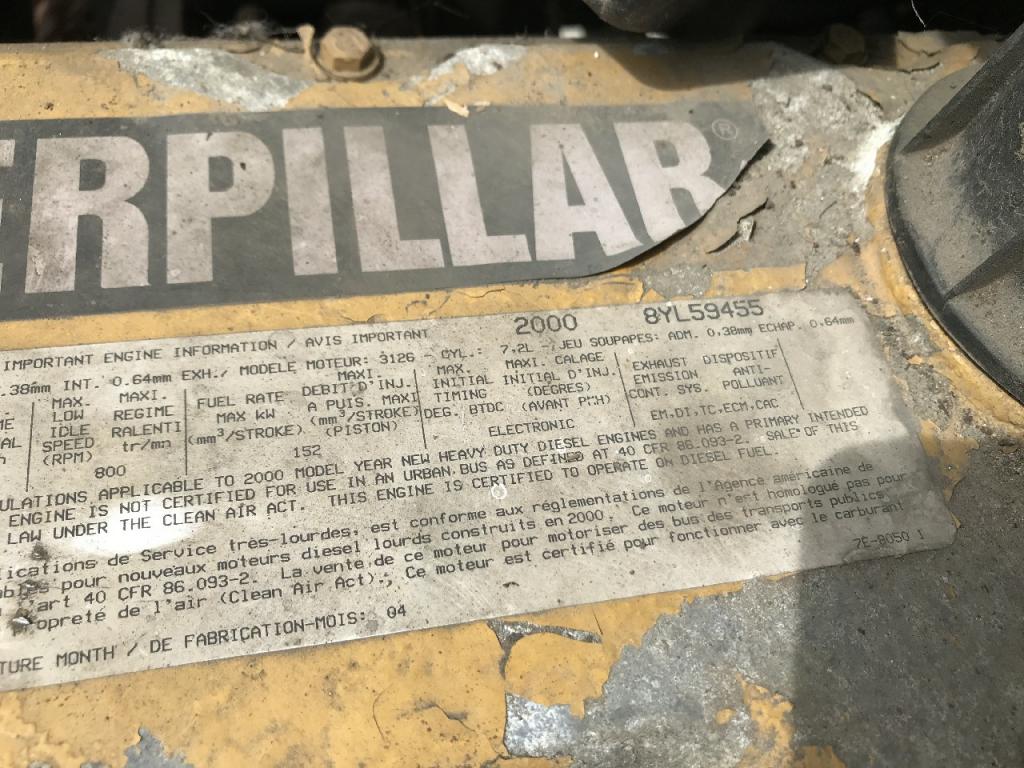 ERPILLAR®
2000 8YL59455
IMPORTANT ENGINE INFORMATION / AVIS IMPORTANT
.38mm INT. 0.64mm EXH./ MODELE MOTEUR: 3126 - CYL.: 7.2L - JEU SOUPAPES: ADM. 0.38mm ECHAP. 0.64mm
MAX. LOW IDLE SPEED (RPM)
MAXI. REGIME RALENTI tr/mn
800
FUEL RATE MAX kW (mm³/STROKE)
MAXI. DEBIT D'INJ. A PUIS. MAXI (mm³/STROKE) (PISTON)
152
MAX. INITIAL TIMING DEG. BTDC
MAXI. CALAGE INITIAL D'INJ. (DEGRES) (AVANT PMH)
ELECTRONIC
EXHAUST EMISSION CONT. SYS.
DISPOSITIF ANTI- POLLUANT
EM,DI,TC,ECM,CAC
ULATIONS APPLICABLE TO 2000 MODEL YEAR NEW HEAVY DUTY DIESEL ENGINES AND HAS A PRIMARY INTENDED
ENGINE IS NOT CERTIFIED FOR USE IN AN URBAN BUS AS DEFINED AT 40 CFR 86.093-2. SALE OF THIS
LAW UNDER THE CLEAN AIR ACT. THIS ENGINE IS CERTIFIED TO OPERATE ON DIESEL FUEL.
lications de Service très-lourdes, est conforme aux réglementations de l'Agence américaine de
ables pour nouveaux moteurs diesel lourds construits en 2000. Ce moteur n'est homologué pas pour
l'art 40 CFR 86.093-2. La vente de ce moteur pour motoriser des bus des transports publics
opreté de l'air (Clean Air Act). Ce moteur est certifié pour fonctionner avec le carburant
7E-8050 1
TURE MONTH / DE FABRICATION-MOIS: 04